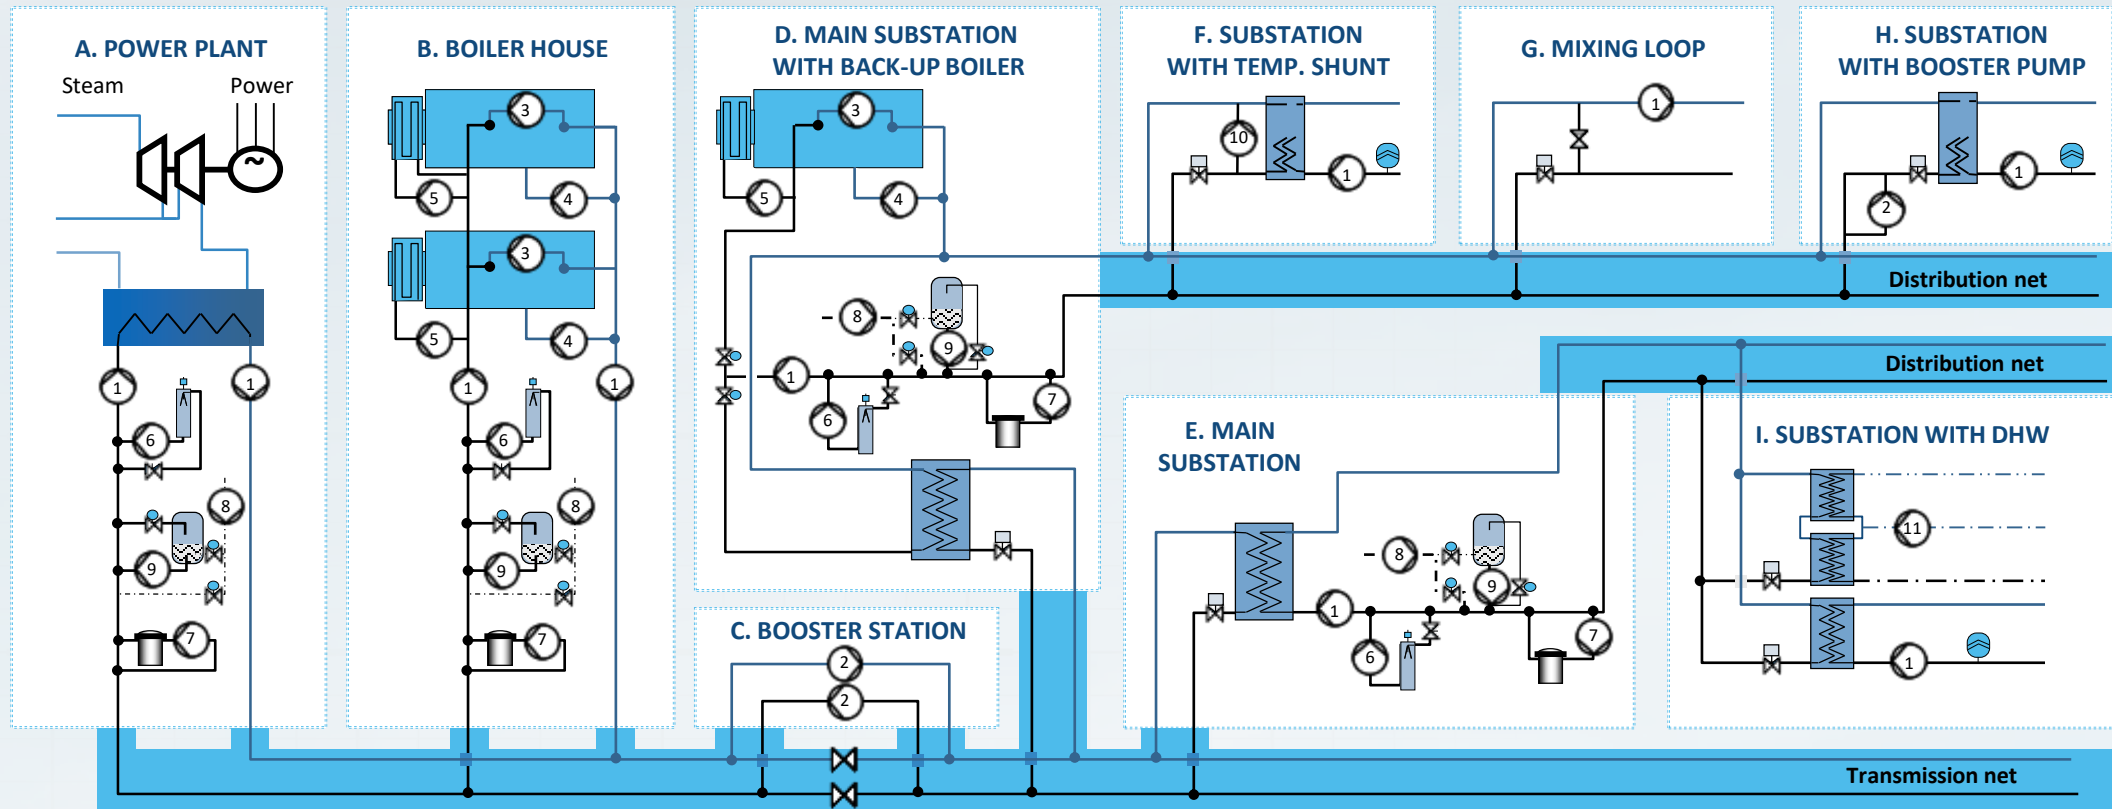 A. POWER PLANT
Steam
Power
~
1
1
6
8
9
7
B. BOILER HOUSE
3
5
4
3
5
4
1
1
6
8
9
7
D. MAIN SUBSTATION
WITH BACK-UP BOILER
3
5
4
8
9
1
6
7
C. BOOSTER STATION
2
2
F. SUBSTATION
WITH TEMP. SHUNT
10
1
G. MIXING LOOP
1
H. SUBSTATION
WITH BOOSTER PUMP
1
2
Distribution net
Distribution net
E. MAIN
SUBSTATION
8
9
1
6
7
I. SUBSTATION WITH DHW
11
1
Transmission net